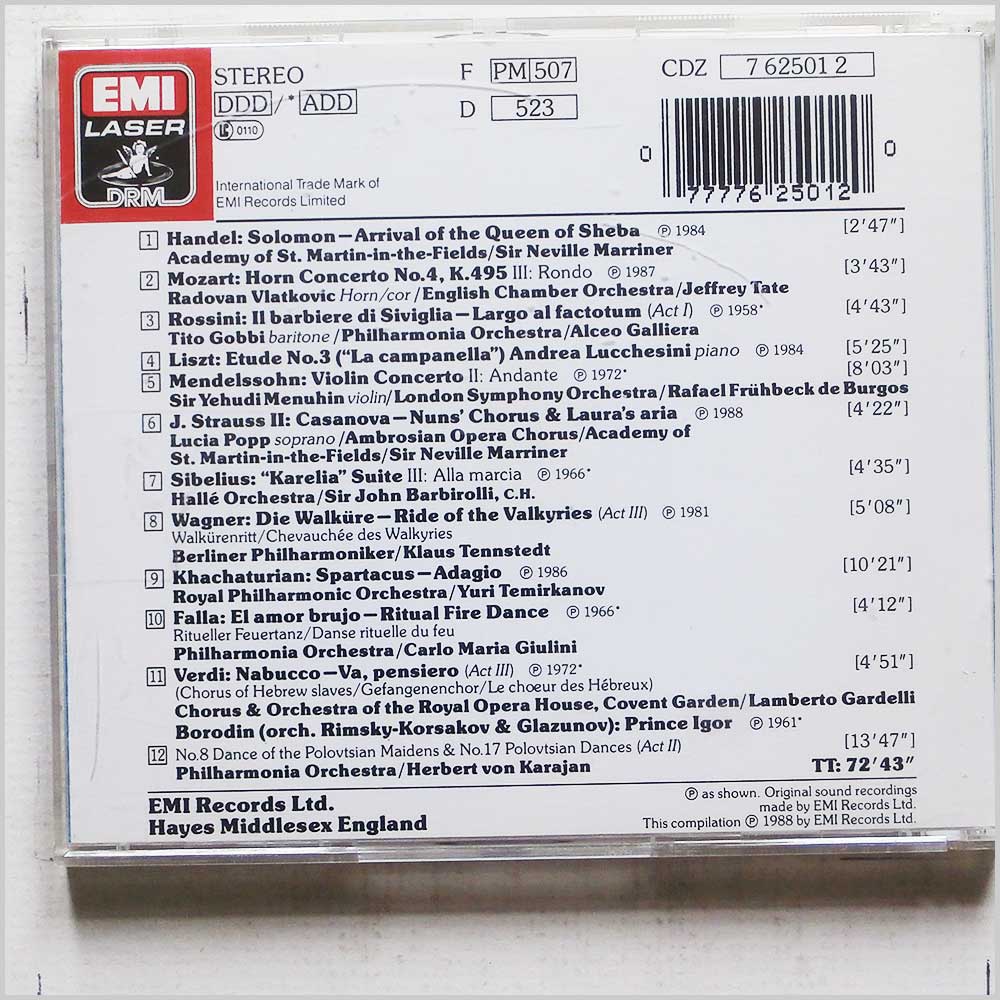 EMI
LASER
DRM
STEREO
DDD/*ADD
LC 0110
F PM 507
D 523
CDZ 7 62501 2
0 77776 25012 0
International Trade Mark of
EMI Records Limited
1 Handel: Solomon—Arrival of the Queen of Sheba ℗ 1984 [2'47"]
Academy of St. Martin-in-the-Fields/Sir Neville Marriner
2 Mozart: Horn Concerto No.4, K.495 III: Rondo ℗ 1987 [3'43"]
Radovan Vlatkovic Horn/cor/English Chamber Orchestra/Jeffrey Tate
3 Rossini: Il barbiere di Siviglia—Largo al factotum (Act I) ℗ 1958* [4'43"]
Tito Gobbi baritone/Philharmonia Orchestra/Alceo Galliera
4 Liszt: Etude No.3 ("La campanella") Andrea Lucchesini piano ℗ 1984 [5'25"]
5 Mendelssohn: Violin Concerto II: Andante ℗ 1972* [8'03"]
Sir Yehudi Menuhin violin/London Symphony Orchestra/Rafael Frühbeck de Burgos
6 J. Strauss II: Casanova—Nuns' Chorus & Laura's aria ℗ 1988 [4'22"]
Lucia Popp soprano/Ambrosian Opera Chorus/Academy of
St. Martin-in-the-Fields/Sir Neville Marriner
7 Sibelius: "Karelia" Suite III: Alla marcia ℗ 1966* [4'35"]
Hallé Orchestra/Sir John Barbirolli, C.H.
8 Wagner: Die Walküre—Ride of the Valkyries (Act III) ℗ 1981 [5'08"]
Walkürenritt/Chevauchée des Walkyries
Berliner Philharmoniker/Klaus Tennstedt
9 Khachaturian: Spartacus—Adagio ℗ 1986 [10'21"]
Royal Philharmonic Orchestra/Yuri Temirkanov
10 Falla: El amor brujo—Ritual Fire Dance ℗ 1966* [4'12"]
Ritueller Feuertanz/Danse rituelle du feu
Philharmonia Orchestra/Carlo Maria Giulini
11 Verdi: Nabucco—Va, pensiero (Act III) ℗ 1972* [4'51"]
(Chorus of Hebrew slaves/Gefangenenchor/Le chœur des Hébreux)
Chorus & Orchestra of the Royal Opera House, Covent Garden/Lamberto Gardelli
Borodin (orch. Rimsky-Korsakov & Glazunov): Prince Igor ℗ 1961*
12 No.8 Dance of the Polovtsian Maidens & No.17 Polovtsian Dances (Act II) [13'47"]
Philharmonia Orchestra/Herbert von Karajan TT: 72'43"
EMI Records Ltd.
Hayes Middlesex England
℗ as shown. Original sound recordings
made by EMI Records Ltd.
This compilation ℗ 1988 by EMI Records Ltd.